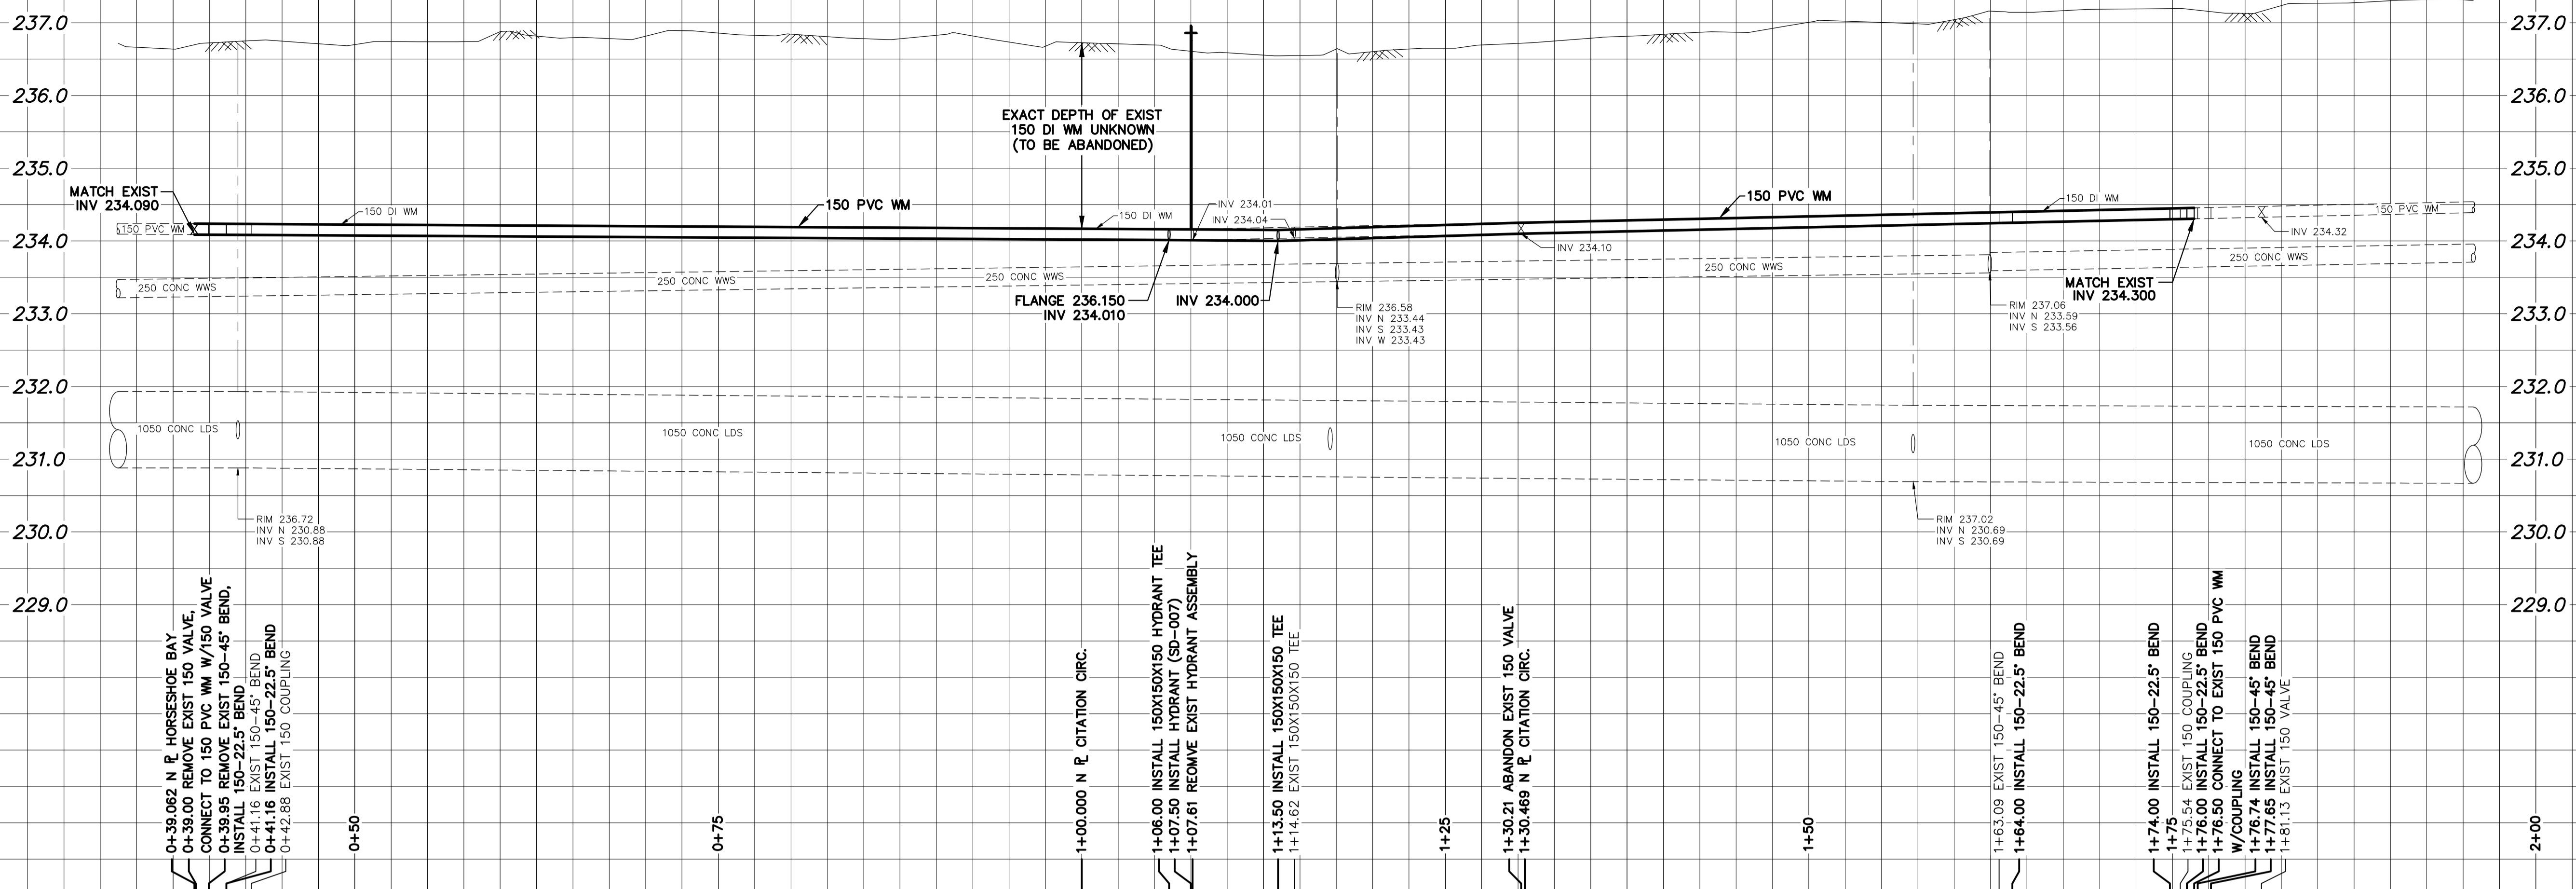 237.0
237.0
236.0
236.0
235.0
235.0
234.0
234.0
233.0
233.0
232.0
232.0
231.0
231.0
230.0
230.0
229.0
229.0
EXACT DEPTH OF EXIST
150 DI WM UNKNOWN
(TO BE ABANDONED)
MATCH EXIST
INV 234.090
150 PVC WM
150 DI WM
150 PVC WM
150 DI WM
INV 234.01
INV 234.04
150 PVC WM
150 DI WM
150 PVC WM
INV 234.10
INV 234.32
250 CONC WWS
250 CONC WWS
250 CONC WWS
250 CONC WWS
250 CONC WWS
FLANGE 236.150
INV 234.010
INV 234.000
RIM 236.58
INV N 233.44
INV S 233.43
INV W 233.43
RIM 237.06
INV N 233.59
INV S 233.56
MATCH EXIST
INV 234.300
1050 CONC LDS
1050 CONC LDS
1050 CONC LDS
1050 CONC LDS
1050 CONC LDS
RIM 236.72
INV N 230.88
INV S 230.88
RIM 237.02
INV N 230.69
INV S 230.69
0+39.062 N PL HORSESHOE BAY
0+39.00 REMOVE EXIST 150 VALVE,
CONNECT TO 150 PVC WM W/150 VALVE
0+39.95 REMOVE EXIST 150-45° BEND,
INSTALL 150-22.5° BEND
0+41.16 EXIST 150-45° BEND
0+41.16 INSTALL 150-22.5° BEND
0+42.88 EXIST 150 COUPLING
0+50
0+75
1+00.000 N PL CITATION CIRC.
1+06.00 INSTALL 150X150X150 HYDRANT TEE
1+07.50 INSTALL HYDRANT (SD-007)
1+07.61 REOMVE EXIST HYDRANT ASSEMBLY
1+13.50 INSTALL 150X150X150 TEE
1+14.62 EXIST 150X150X150 TEE
1+25
1+30.21 ABANDON EXIST 150 VALVE
1+30.469 N PL CITATION CIRC.
1+50
1+63.09 EXIST 150-45° BEND
1+64.00 INSTALL 150-22.5° BEND
1+74.00 INSTALL 150-22.5° BEND
1+75
1+75.54 EXIST 150 COUPLING
1+76.00 INSTALL 150-22.5° BEND
1+76.50 CONNECT TO EXIST 150 PVC WM
W/COUPLING
1+76.74 INSTALL 150-45° BEND
1+77.65 INSTALL 150-45° BEND
1+81.13 EXIST 150 VALVE
2+00